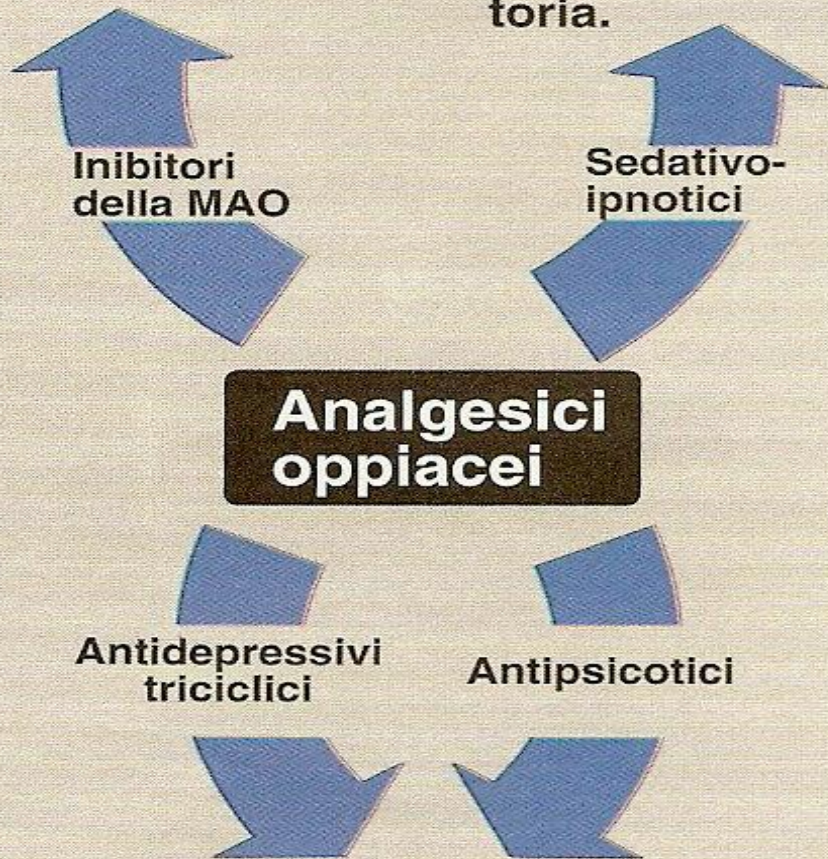 toria.
Inibitori
della MAO
Sedativo-
ipnotici
Analgesici
oppiacei
Antidepressivi
triciclici
Antipsicotici